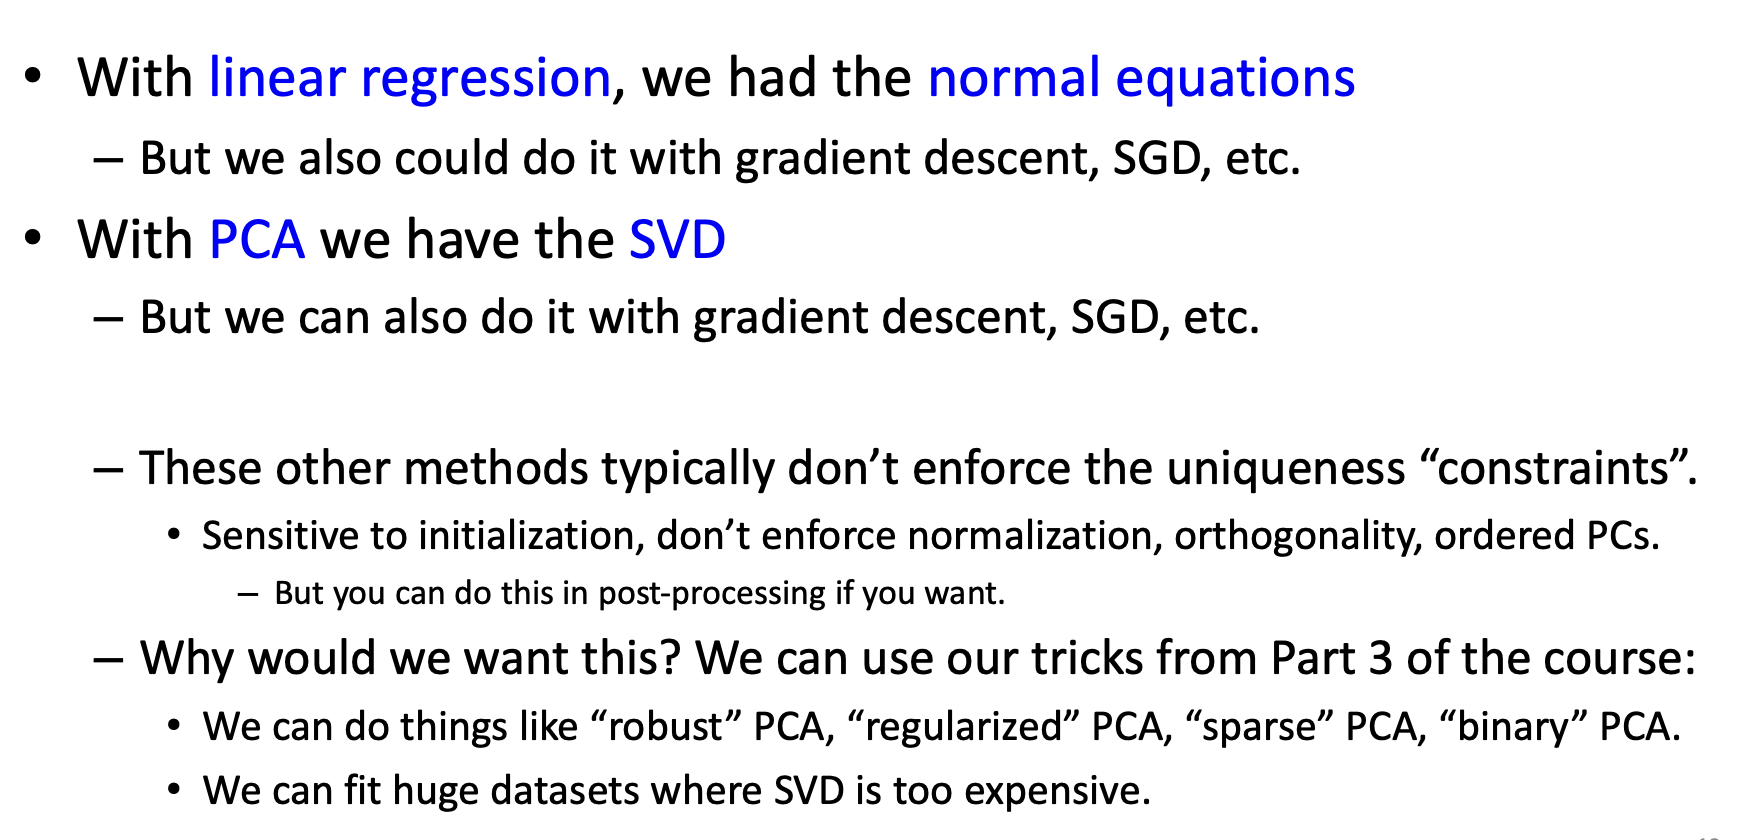 • With linear regression, we had the normal equations
– But we also could do it with gradient descent, SGD, etc.
• With PCA we have the SVD
– But we can also do it with gradient descent, SGD, etc.
– These other methods typically don’t enforce the uniqueness “constraints”.
• Sensitive to initialization, don’t enforce normalization, orthogonality, ordered PCs.
– But you can do this in post-processing if you want.
– Why would we want this? We can use our tricks from Part 3 of the course:
• We can do things like “robust” PCA, “regularized” PCA, “sparse” PCA, “binary” PCA.
• We can fit huge datasets where SVD is too expensive.